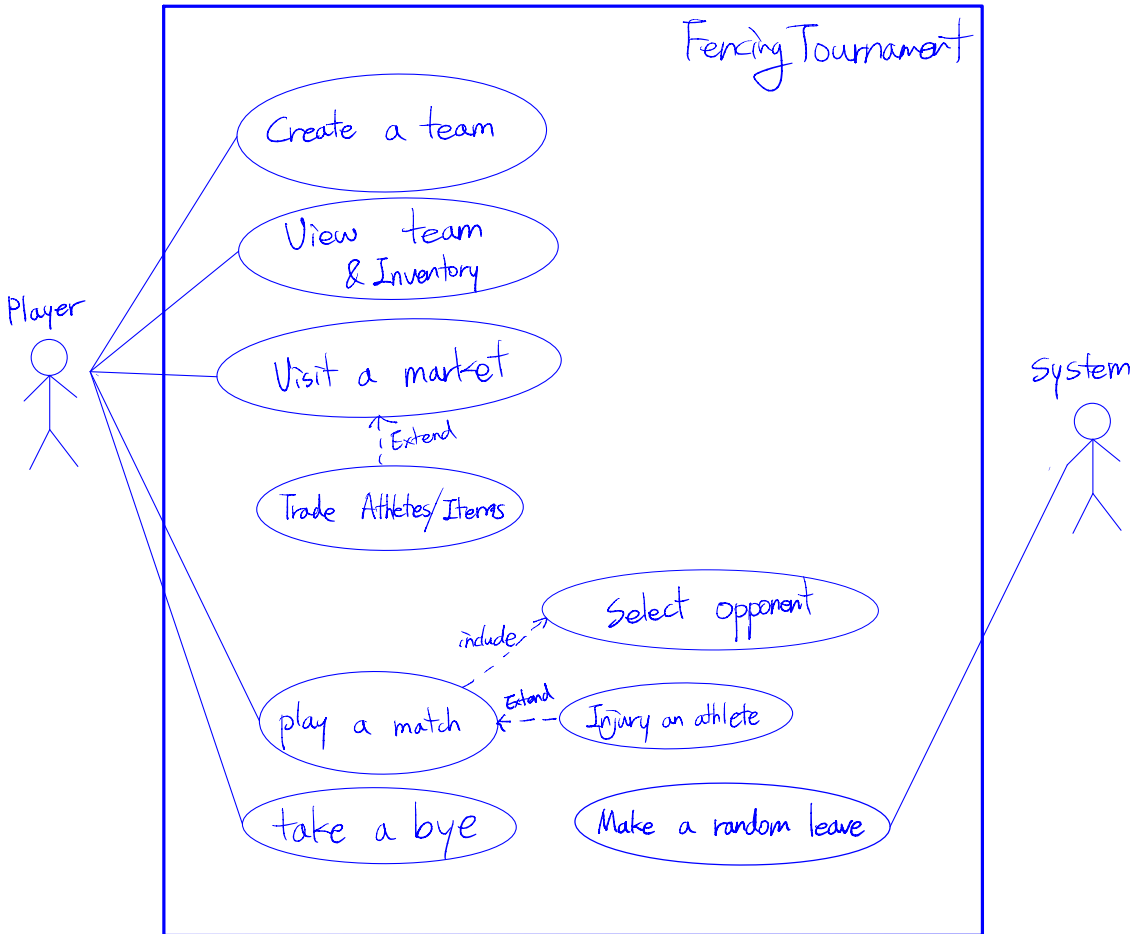 Fencing Tournament
Create a team
View team
& Inventory
Player
Visit a market
System
Extend
Trade Athletes/Items
Select opponent
include
Extend
play a match
Injury an athlete
take a bye
Make a random leave